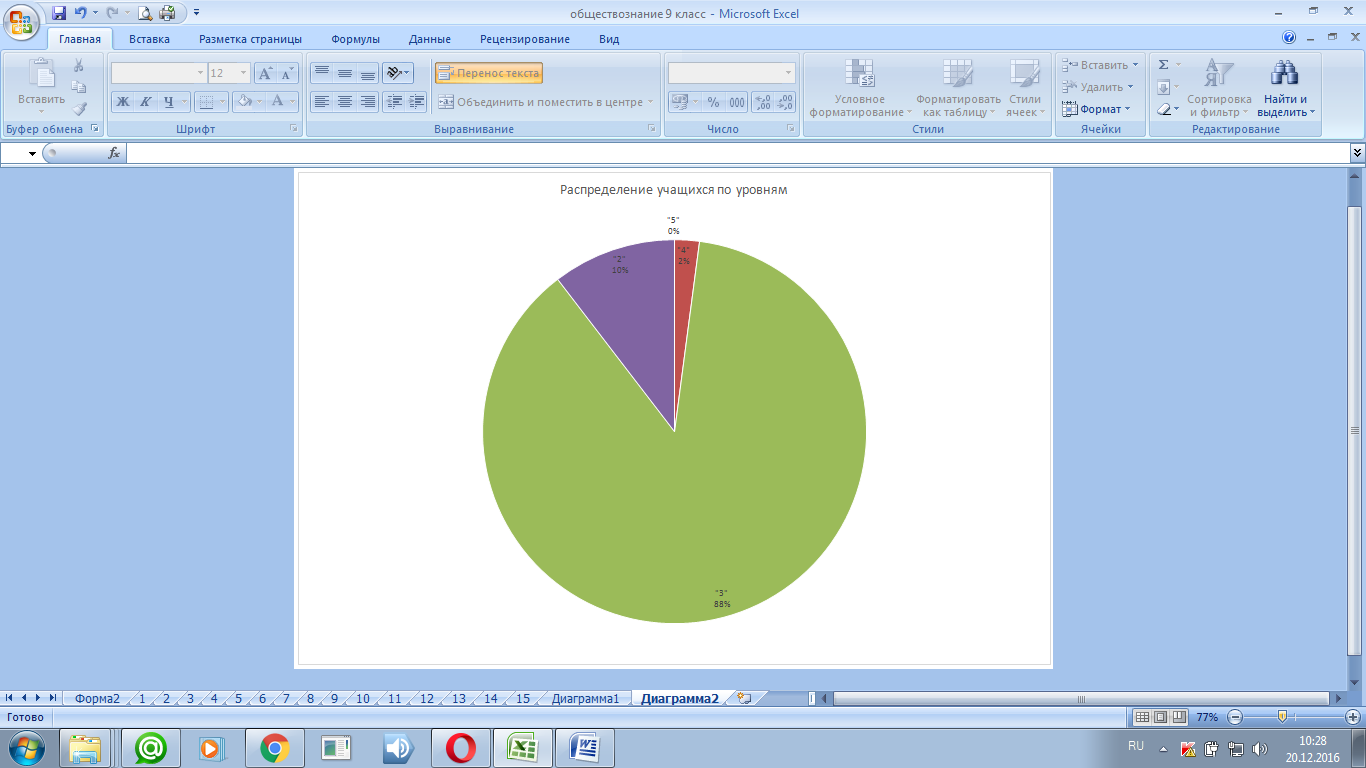 обществознание 9 класс - Microsoft Excel
Главная Вставка Разметка страницы Формулы Данные Рецензирование Вид
Вставить
Буфер обмена
12
Ж К Ч
Шрифт
Перенос текста
Объединить и поместить в центре
Выравнивание
% 000
Число
Условное форматирование
Форматировать как таблицу
Стили ячеек
Стили
Вставить
Удалить
Формат
Ячейки
Σ
Сортировка и фильтр
Найти и выделить
Редактирование
fx
Распределение учащихся по уровням
"5"
0%
"4"
2%
"2"
10%
"3"
88%
Форма2 1 2 3 4 5 6 7 8 9 10 11 12 13 14 15 Диаграмма1 Диаграмма2
Готово
77%
RU
10:28
20.12.2016